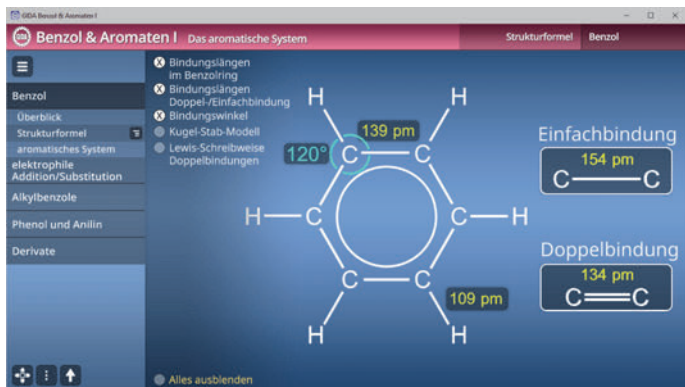 GIDA Benzol & Aromaten I
GIDA Benzol & Aromaten I Das aromatische System Strukturformel Benzol
Benzol
Überblick
Strukturformel
aromatisches System
elektrophile
Addition/Substitution
Alkylbenzole
Phenol und Anilin
Derivate
X Bindungslängen
im Benzolring
X Bindungslängen
Doppel-/Einfachbindung
X Bindungswinkel
Kugel-Stab-Modell
Lewis-Schreibweise
Doppelbindungen
Alles ausblenden
H H
139 pm
120° C C
H C C H
C C
109 pm
H H
Einfachbindung
154 pm
C C
Doppelbindung
134 pm
C C